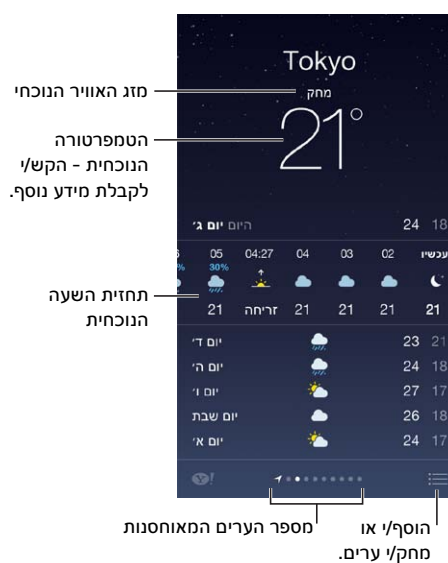 Tokyo
מחק
21°
מזג האוויר הנוכחי
הטמפרטורה
הנוכחית - הקש/י
לקבלת מידע נוסף.
היום יום ג׳ 24 18
עכשיו 02 03 04 04:27 05
30%
21 21 21 21 זריחה 21
תחזית השעה
הנוכחית
יום ד׳ 23 21
יום ה׳ 24 18
יום ו׳ 27 17
יום שבת 26 18
יום א׳ 24 17
Y!
מספר הערים המאוחסנות
הוסף/י או
מחק/י ערים.